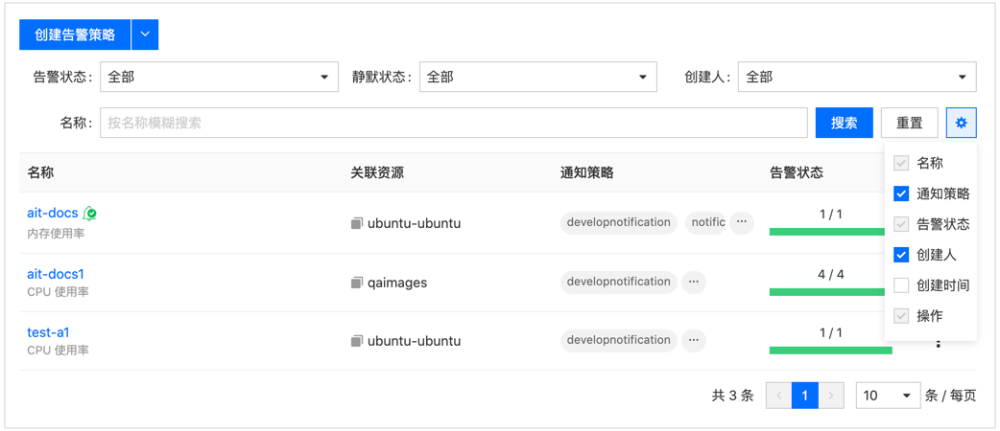 创建告警策略
告警状态: 全部 静默状态: 全部 创建人: 全部
名称: 按名称模糊搜索 搜索 重置
名称 关联资源 通知策略 告警状态
ait-docs
内存使用率
ubuntu-ubuntu developnotification notific ... 1 / 1
ait-docs1
CPU 使用率
qaimages developnotification ... 4 / 4
test-a1
CPU 使用率
ubuntu-ubuntu developnotification ... 1 / 1
名称
通知策略
告警状态
创建人
创建时间
操作
共 3 条 1 10 条 / 每页